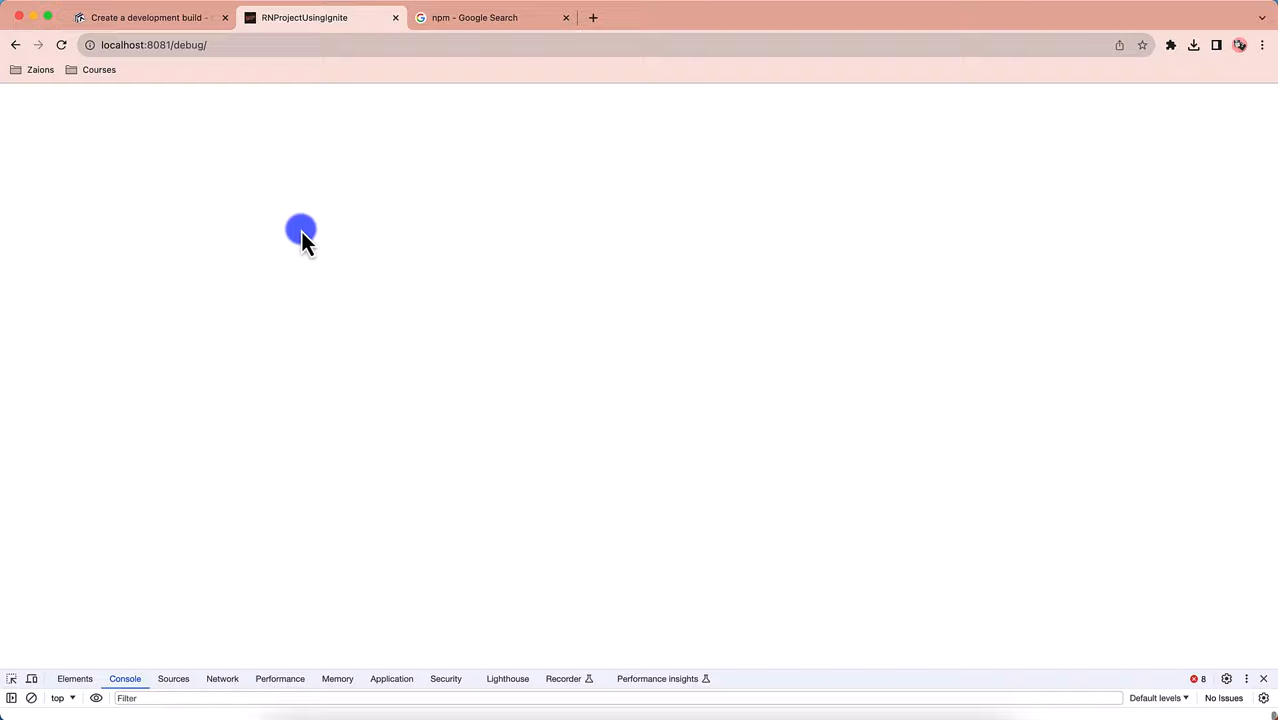 Create a development build -
RNProjectUsingIgnite
npm - Google Search
localhost:8081/debug/
Zaions
Courses
Elements
Console
Sources
Network
Performance
Memory
Application
Security
Lighthouse
Recorder
Performance insights
8
top
Filter
Default levels
No Issues